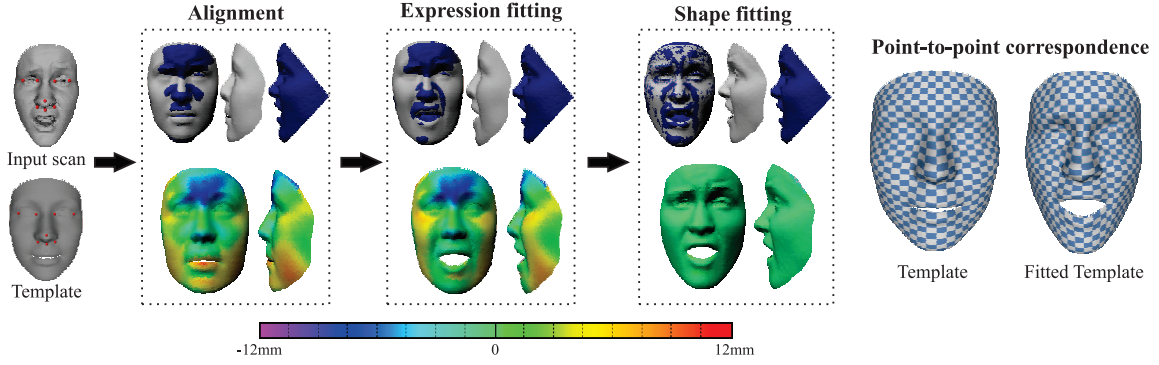 Alignment
Expression fitting
Shape fitting
Point-to-point correspondence
Input scan
Template
Template
Fitted Template
-12mm
0
12mm